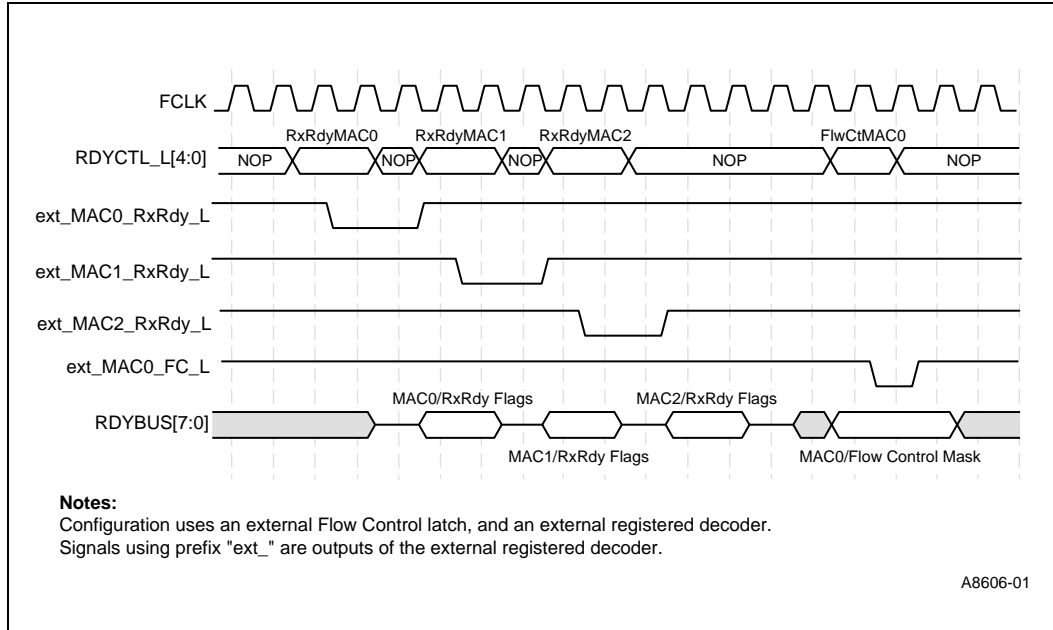 FCLK
RxRdyMAC0 RxRdyMAC1 RxRdyMAC2 FlwCtMAC0
RDYCTL_L[4:0] NOP NOP NOP NOP NOP
ext_MAC0_RxRdy_L
ext_MAC1_RxRdy_L
ext_MAC2_RxRdy_L
ext_MAC0_FC_L
MAC0/RxRdy Flags MAC2/RxRdy Flags
RDYBUS[7:0]
MAC1/RxRdy Flags MAC0/Flow Control Mask
Notes:
Configuration uses an external Flow Control latch, and an external registered decoder.
Signals using prefix "ext_" are outputs of the external registered decoder.
A8606-01